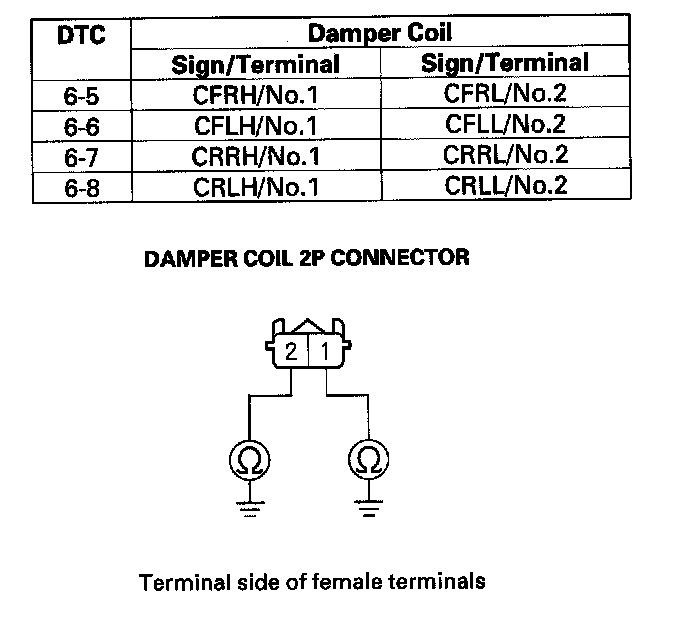 DTC Damper Coil
Sign/Terminal Sign/Terminal
6-5 CFRH/No.1 CFRL/No.2
6-6 CFLH/No.1 CFLL/No.2
6-7 CRRH/No.1 CRRL/No.2
6-8 CRLH/No.1 CRLL/No.2
DAMPER COIL 2P CONNECTOR
2 1
Ω Ω
Terminal side of female terminals